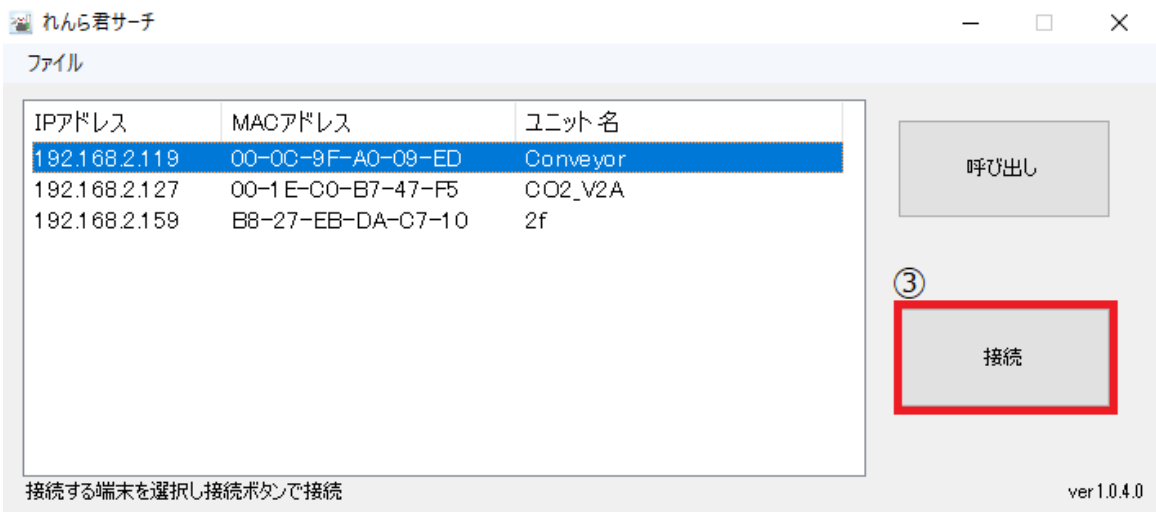 れんら君サーチ
ファイル
IPアドレス MACアドレス ユニット名
192.168.2.119 00-0C-9F-A0-09-ED Conveyor
192.168.2.127 00-1E-C0-B7-47-F5 CO2_V2A
192.168.2.159 B8-27-EB-DA-C7-10 2f
呼び出し
③
接続
接続する端末を選択し接続ボタンで接続
ver 1.0.4.0